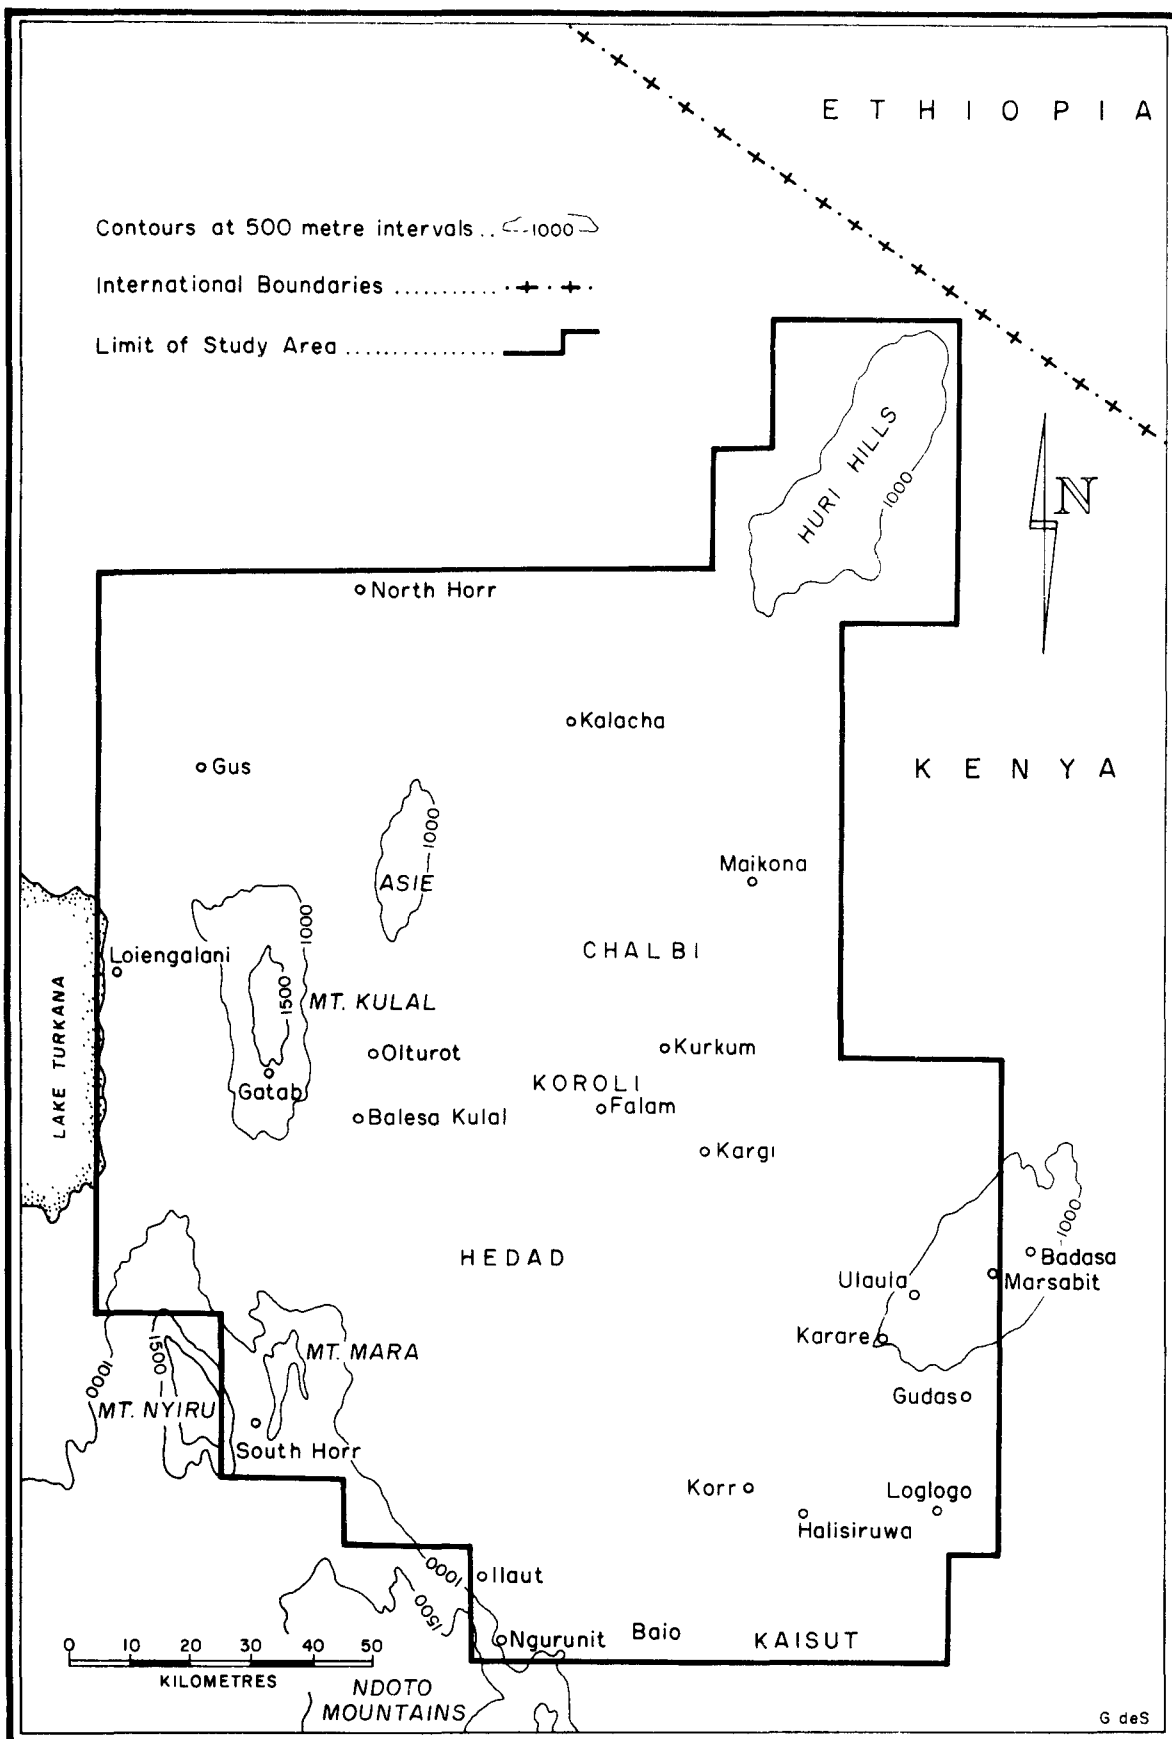 ETHIOPIA
Contours at 500 metre intervals .. 1000
International Boundaries ...........
Limit of Study Area ...............
HURI HILLS
1000
N
North Horr
Kalacha
Gus
KENYA
1000
ASIE
Maikona
CHALBI
Loiengalani
1000
1500
MT. KULAL
LAKE TURKANA
Olturot
Kurkum
Gatab
KOROLI
Falam
Balesa Kulal
Kargi
1000
HEDAD
Badasa
Ulaula
Marsabit
Karare
MT. MARA
1500
1000
MT. NYIRU
Gudas
South Horr
Korr
Loglogo
Halisiruwa
1000
Ilaut
1500
Ngurunit
Baio
KAISUT
0 10 20 30 40 50
KILOMETRES
NDOTO
MOUNTAINS
G deS